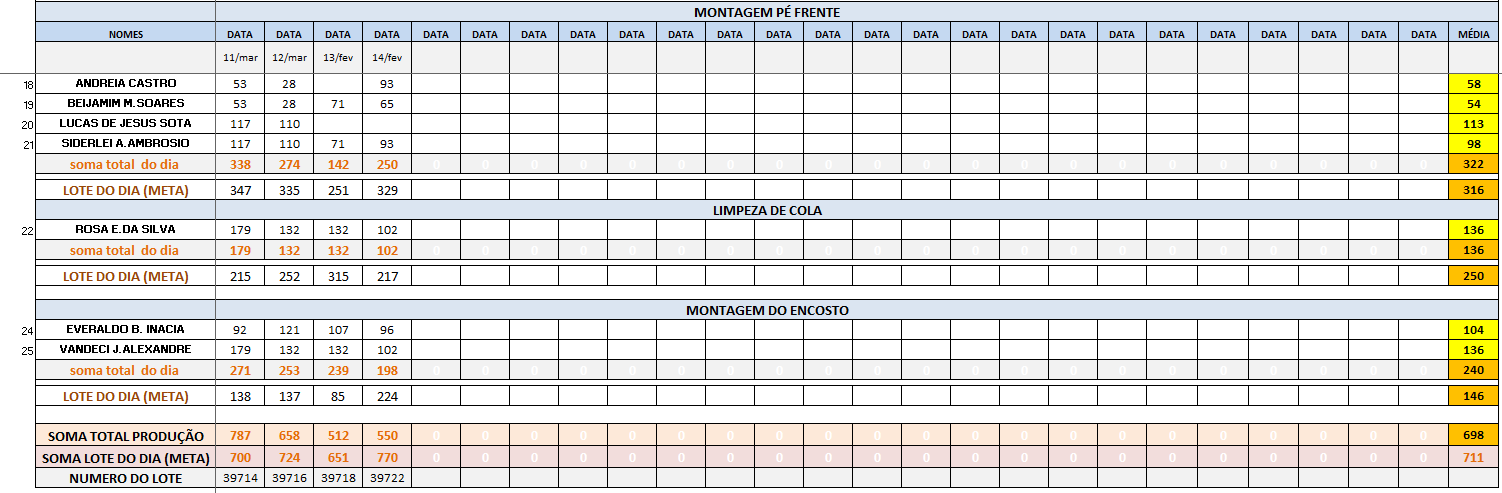 MONTAGEM PÉ FRENTE
NOMES DATA DATA DATA DATA DATA DATA DATA DATA DATA DATA DATA DATA DATA DATA DATA DATA DATA DATA DATA DATA DATA DATA DATA DATA DATA MÉDIA
11/mar 12/mar 13/fev 14/fev
18 ANDREIA CASTRO 53 28 93 58
19 BEIJAMIM M.SOARES 53 28 71 65 54
20 LUCAS DE JESUS SOTA 117 110 113
21 SIDERLEI A.AMBROSIO 117 110 71 93 98
soma total do dia 338 274 142 250 0 0 0 0 0 0 0 0 0 0 0 0 0 0 0 0 0 0 0 0 0 322
LOTE DO DIA (META) 347 335 251 329 316
LIMPEZA DE COLA
22 ROSA E.DA SILVA 179 132 132 102 136
soma total do dia 179 132 132 102 0 0 0 0 0 0 0 0 0 0 0 0 0 0 0 0 0 0 0 0 0 136
LOTE DO DIA (META) 215 252 315 217 250
MONTAGEM DO ENCOSTO
24 EVERALDO B. INACIA 92 121 107 96 104
25 VANDECI J.ALEXANDRE 179 132 132 102 136
soma total do dia 271 253 239 198 0 0 0 0 0 0 0 0 0 0 0 0 0 0 0 0 0 0 0 0 0 240
LOTE DO DIA (META) 138 137 85 224 146
SOMA TOTAL PRODUÇÃO 787 658 512 550 0 0 0 0 0 0 0 0 0 0 0 0 0 0 0 0 0 0 0 0 0 698
SOMA LOTE DO DIA (META) 700 724 651 770 0 0 0 0 0 0 0 0 0 0 0 0 0 0 0 0 0 0 0 0 0 711
NUMERO DO LOTE 39714 39716 39718 39722